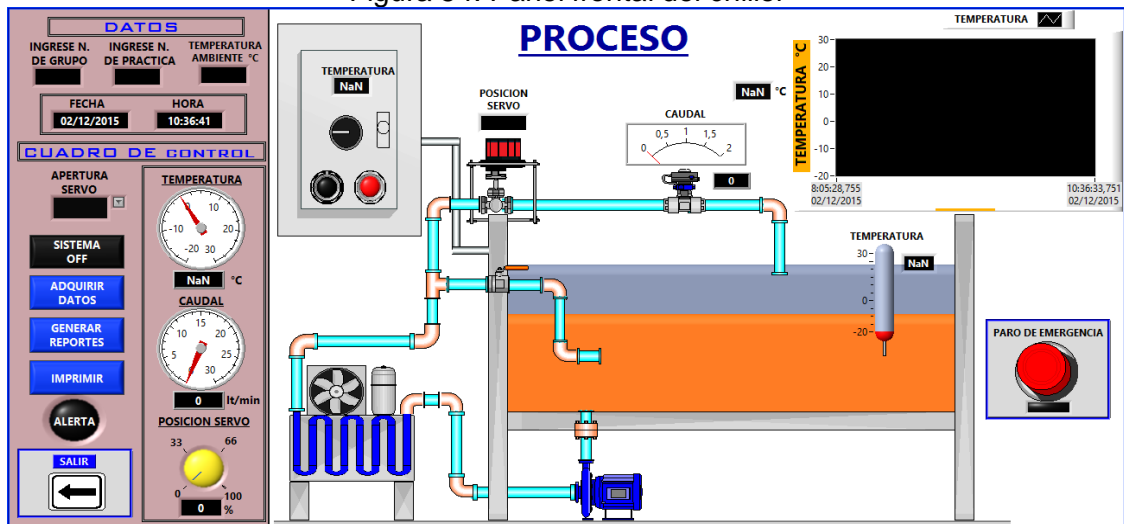 Figura 34. Panel frontal del chiller
DATOS
INGRESE N.
DE GRUPO
INGRESE N.
DE PRACTICA
TEMPERATURA
AMBIENTE °C
FECHA
HORA
02/12/2015
10:36:41
CUADRO DE CONTROL
APERTURA
SERVO
SISTEMA
OFF
ADQUIRIR
DATOS
GENERAR
REPORTES
IMPRIMIR
ALERTA
SALIR
TEMPERATURA
0
-10
10
-20
20
30
NaN °C
CAUDAL
15
10
20
5
25
0
30
0 lt/min
POSICION SERVO
33
66
0
100
0 %
PROCESO
TEMPERATURA
NaN
POSICION
SERVO
CAUDAL
0
0,5
1
1,5
2
0
NaN °C
TEMPERATURA
TEMPERATURA °C
30
20
10
0
-10
-20
8:05:28,755
02/12/2015
10:36:33,751
02/12/2015
TEMPERATURA
30
0
-20
NaN
PARO DE EMERGENCIA